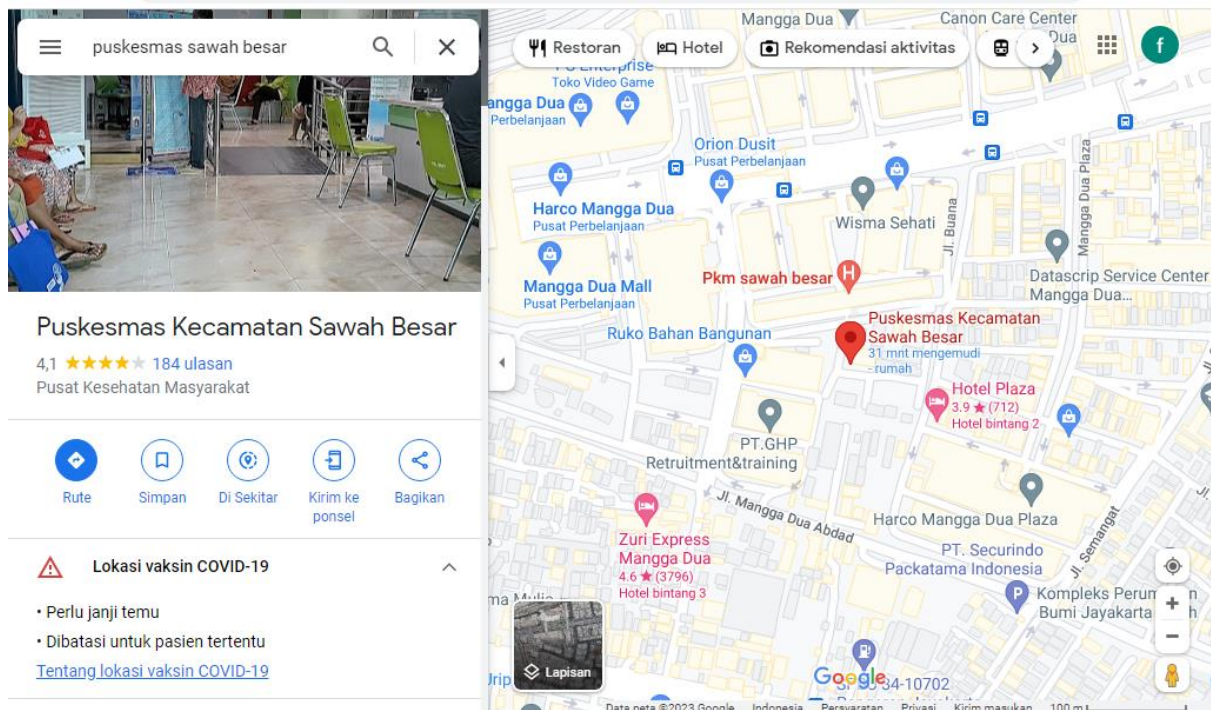 puskesmas sawah besar
Puskesmas Kecamatan Sawah Besar
4,1 184 ulasan
Pusat Kesehatan Masyarakat
Rute
Simpan
Di Sekitar
Kirim ke
ponsel
Bagikan
Lokasi vaksin COVID-19
• Perlu janji temu
• Dibatasi untuk pasien tertentu
Tentang lokasi vaksin COVID-19
Restoran
Hotel
Rekomendasi aktivitas
f
Mangga Dua
Canon Care Center
Dua
Toko Video Game
angga Dua
Perbelanjaan
Orion Dusit
Pusat Perbelanjaan
Harco Mangga Dua
Pusat Perbelanjaan
Wisma Sehati
Jl. Buana
Mangga Dua Plaza
Mangga Dua Mall
Pusat Perbelanjaan
Pkm sawah besar
H
Datascrip Service Center
Mangga Dua...
Ruko Bahan Bangunan
Puskesmas Kecamatan
Sawah Besar
31 mnt mengemudi
- rumah
Hotel Plaza
3.9 ★ (712)
Hotel bintang 2
PT.GHP
Retruitment&training
Jl. Mangga Dua Abdad
Harco Mangga Dua Plaza
Zuri Express
Mangga Dua
4.6 ★ (3796)
Hotel bintang 3
PT. Securindo
Packatama Indonesia
Jl. Semangat
P
Kompleks Perum
Bumi Jayakarta
Lapisan
Google
34-10702
Data peta ©2023 Google Indonesia Persyaratan Privasi Kirim masukan 100 m